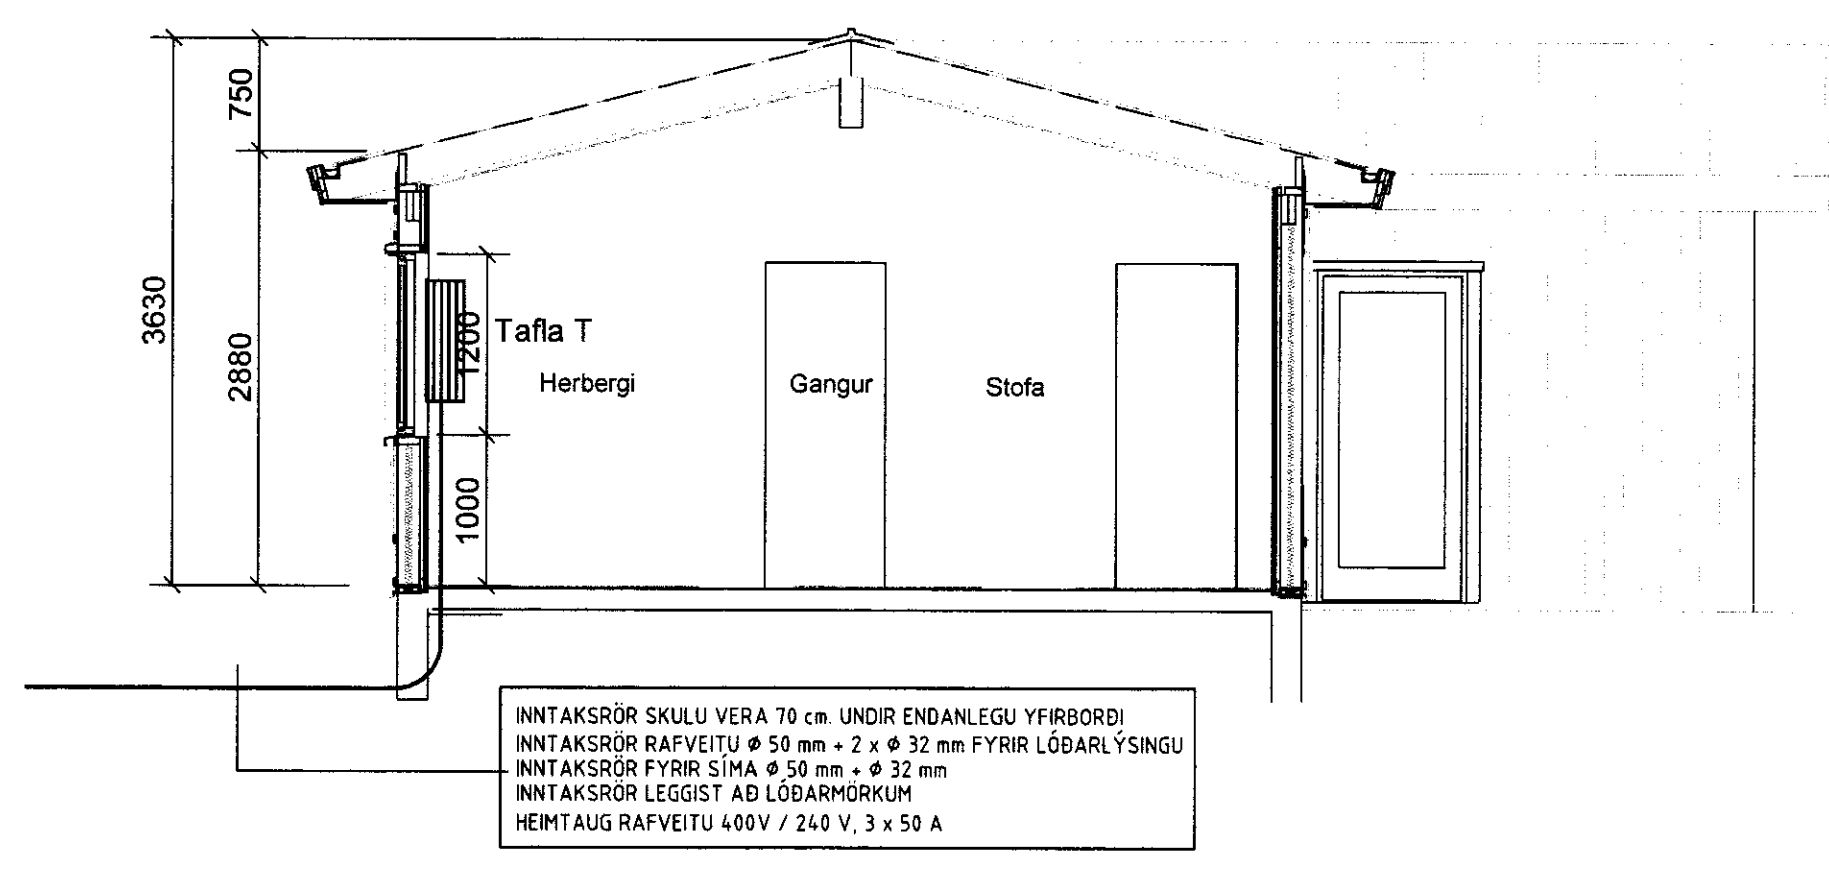 750
3630
2880
1200
Tafla T
Herbergi
Gangur
Stofa
1000
INNTAKSRÖR SKULU VERA 70 cm. UNDIR ENDANLEGU YFIRBORÐI
INNTAKSRÖR RAFVEITU ϕ 50 mm + 2 x ϕ 32 mm FYRIR LÓÐARLÝSINGU
INNTAKSRÖR FYRIR SÍMA ϕ 50 mm + ϕ 32 mm
INNTAKSRÖR LEGGIST AÐ LÓÐARMÖRKUM
HEIMTAUG RAFVEITU 400V / 240 V, 3 x 50 A